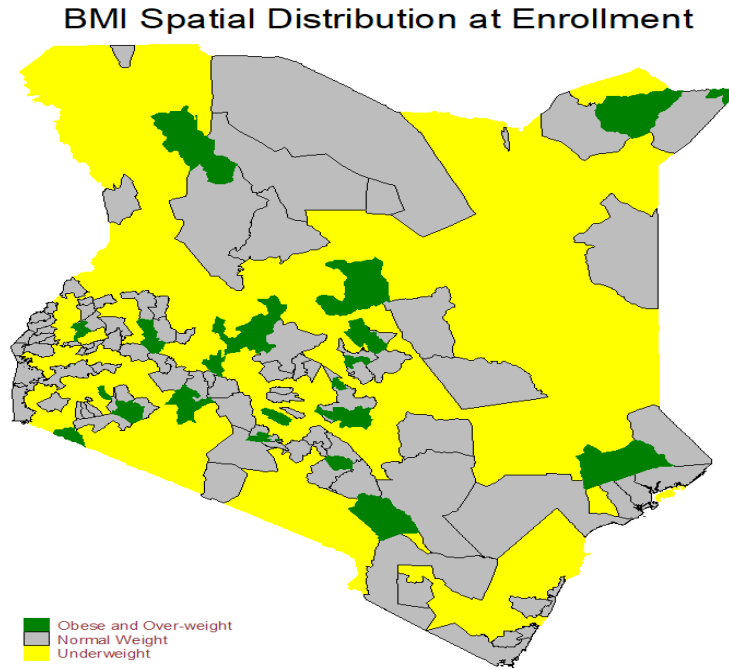 BMI Spatial Distribution at Enrollment
Obese and Over-weight
Normal Weight
Underweight